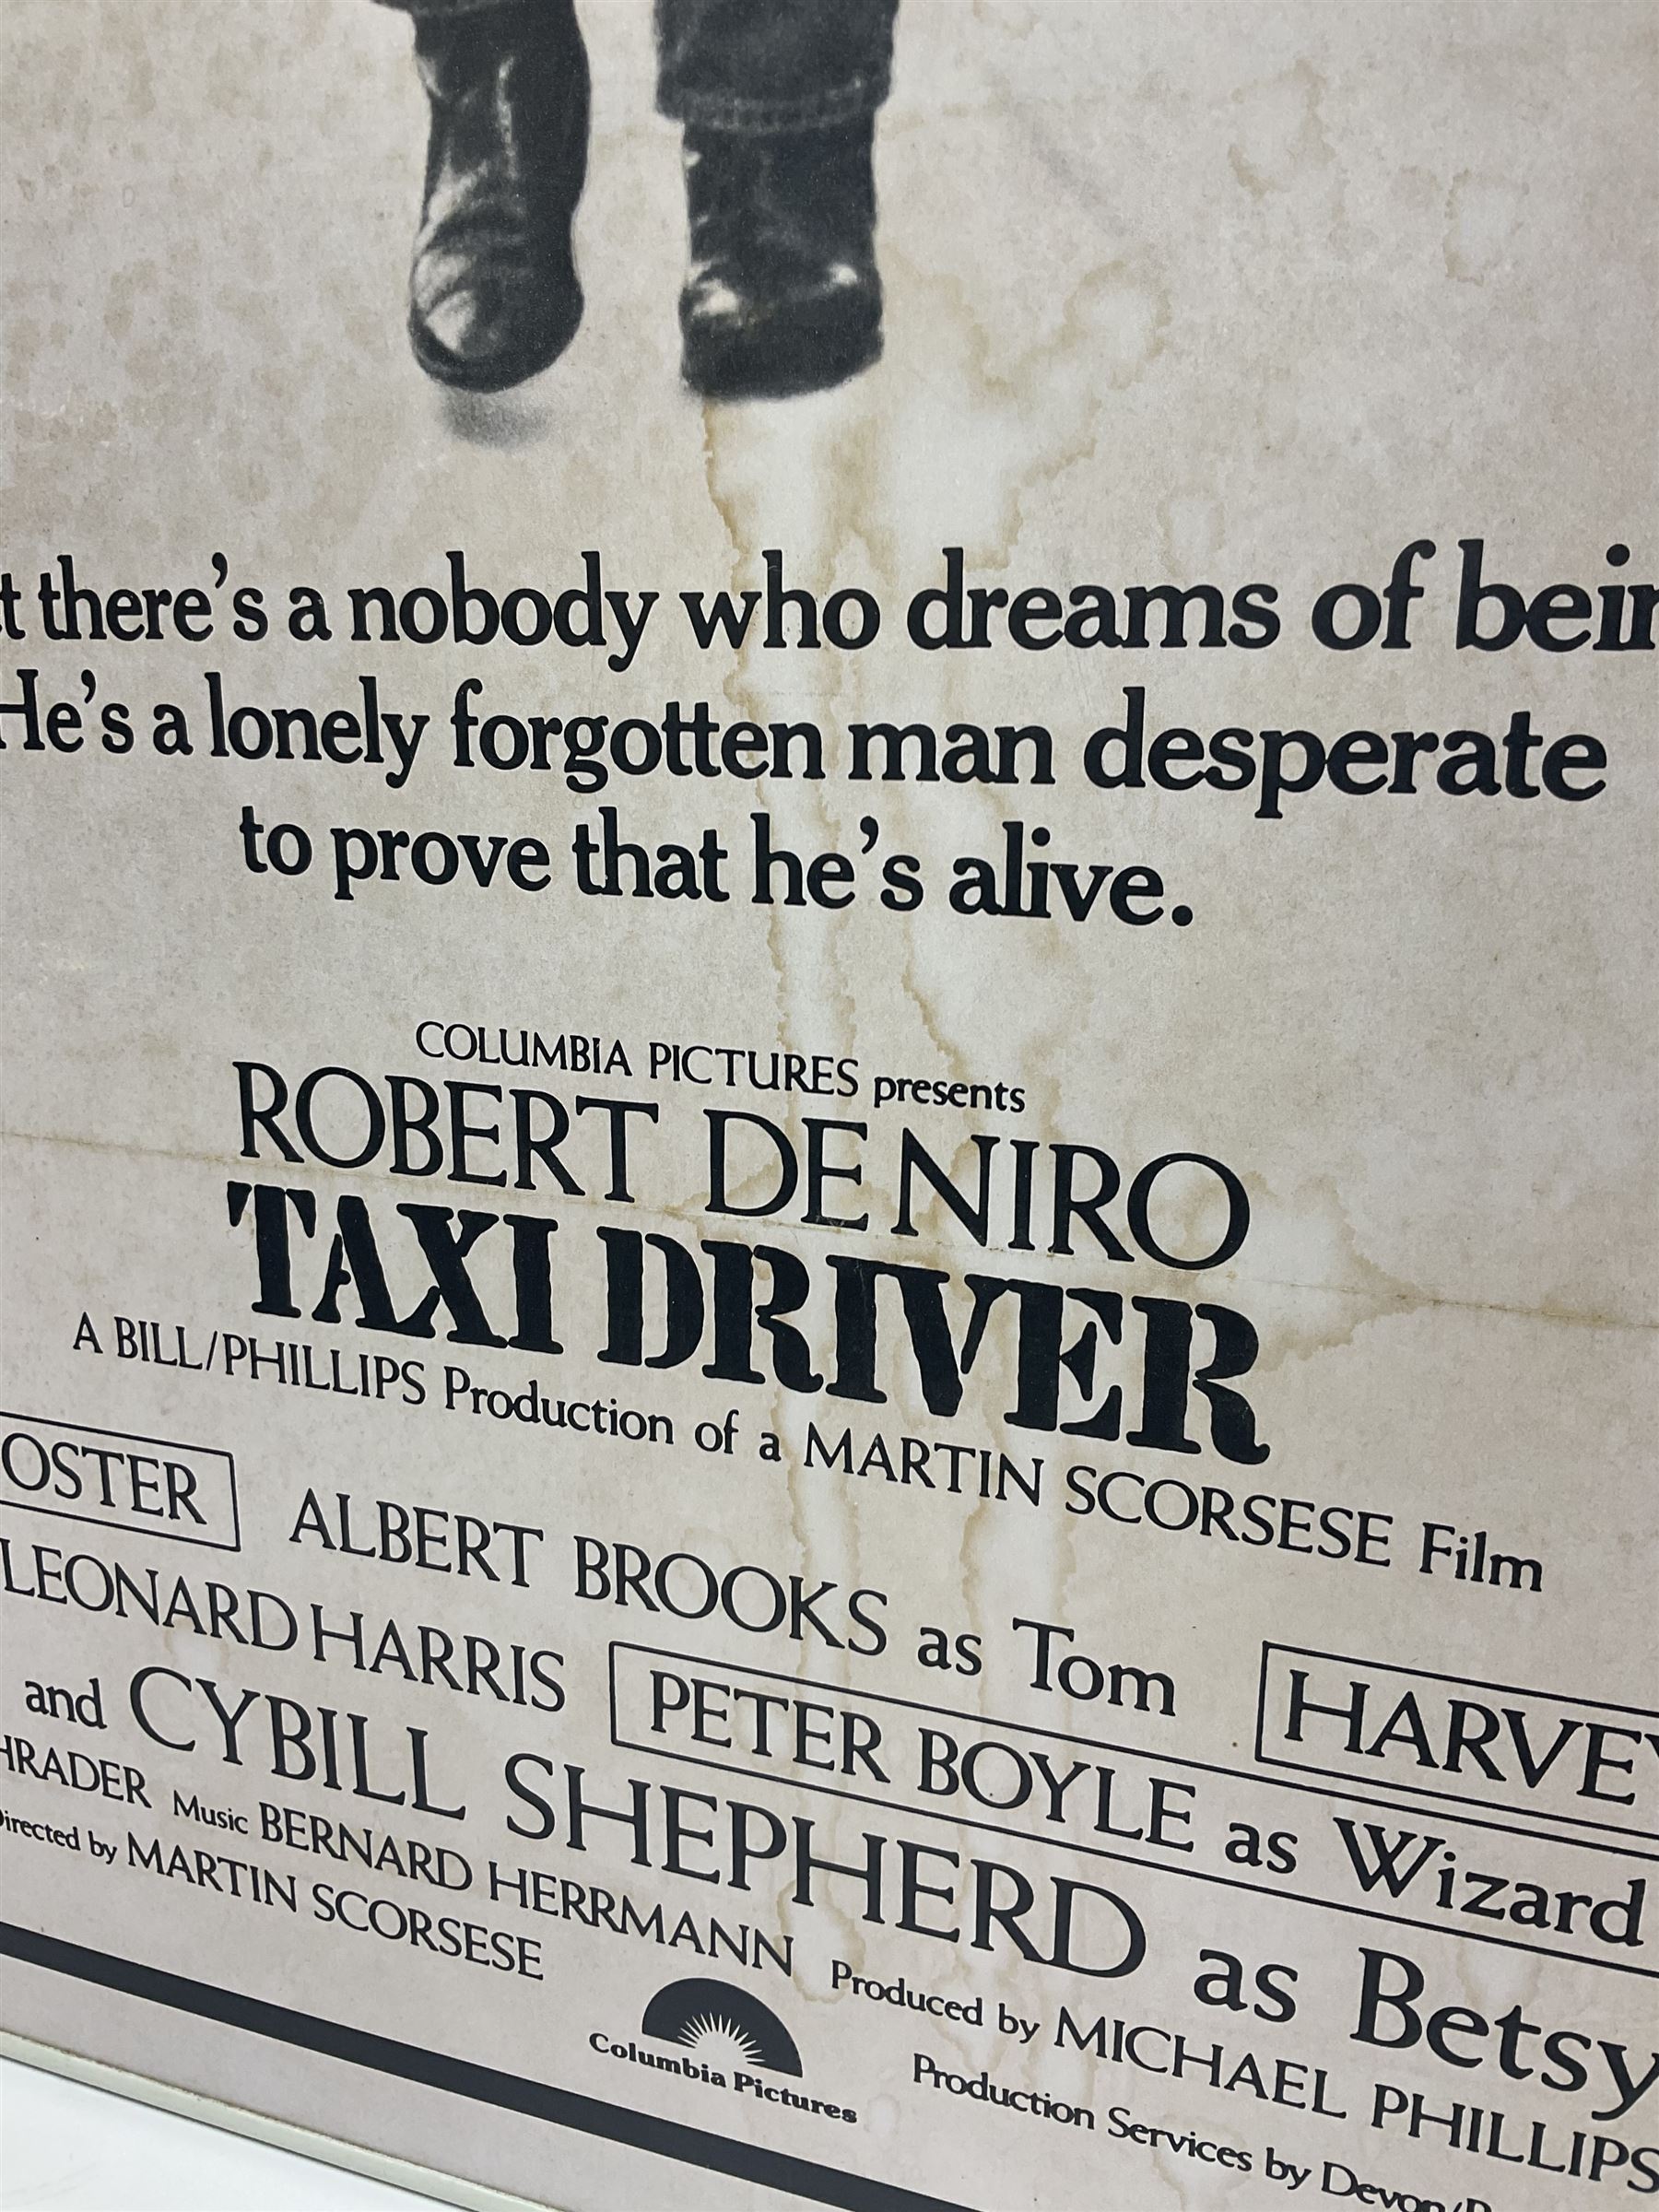 t there's a nobody who dreams of bein
He's a lonely forgotten man desperate
to prove that he's alive.
COLUMBIA PICTURES presents
ROBERT DE NIRO
TAXI DRIVER
A BILL/PHILLIPS Production of a MARTIN SCORSESE Film
OSTER ALBERT BROOKS as Tom HARVEY
LEONARD HARRIS PETER BOYLE as Wizard
and CYBILL SHEPHERD as Betsy
HRADER Music BERNARD HERRMANN Produced by MICHAEL PHILLIPS
Directed by MARTIN SCORSESE Production Services by Devon/P
Columbia Pictures